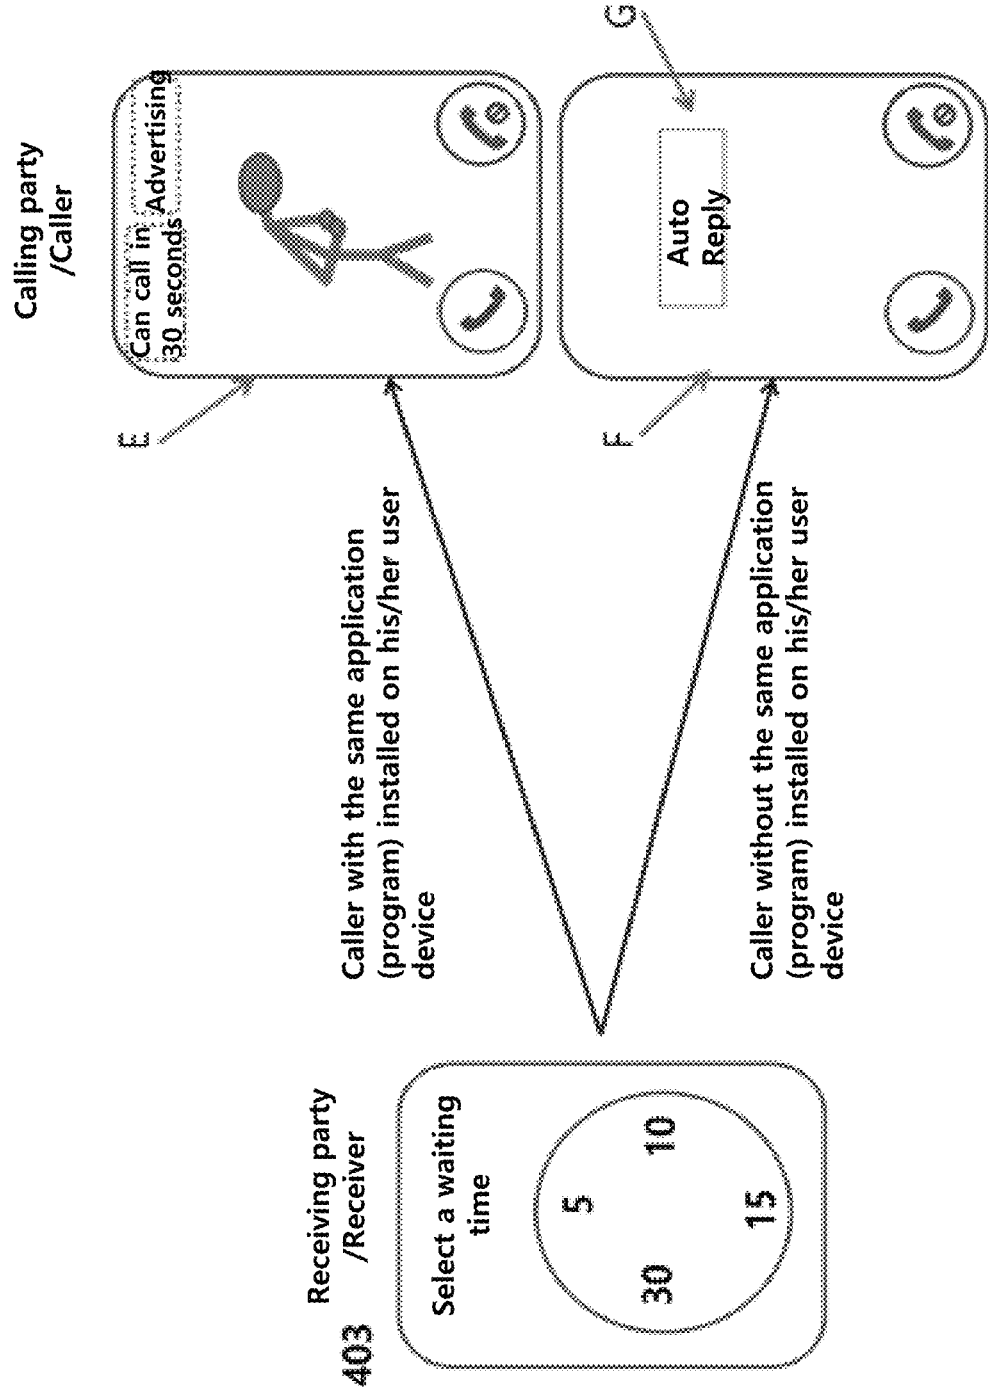 Receiving party
/Receiver
403
Select a waiting
time
5
10
15
30
Caller with the same application
(program) installed on his/her user
device
Caller without the same application
(program) installed on his/her user
device
Calling party
/Caller
E
Can call in
30 seconds
Advertising
F
G
Auto
Reply